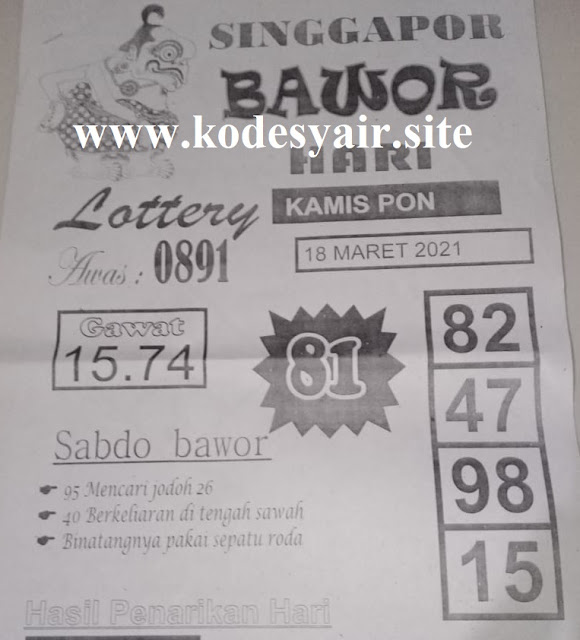 SINGGAPOR
BAWOR
www.kodesyair.site
HARI
Lottery
KAMIS PON
Awas : 0891
18 MARET 2021
Gawat
15.74
81
82
47
98
15
Sabdo bawor
95 Mencari jodoh 26
40 Berkeliaran di tengah sawah
Binatangnya pakai sepatu roda
Hasil Penarikan Hari